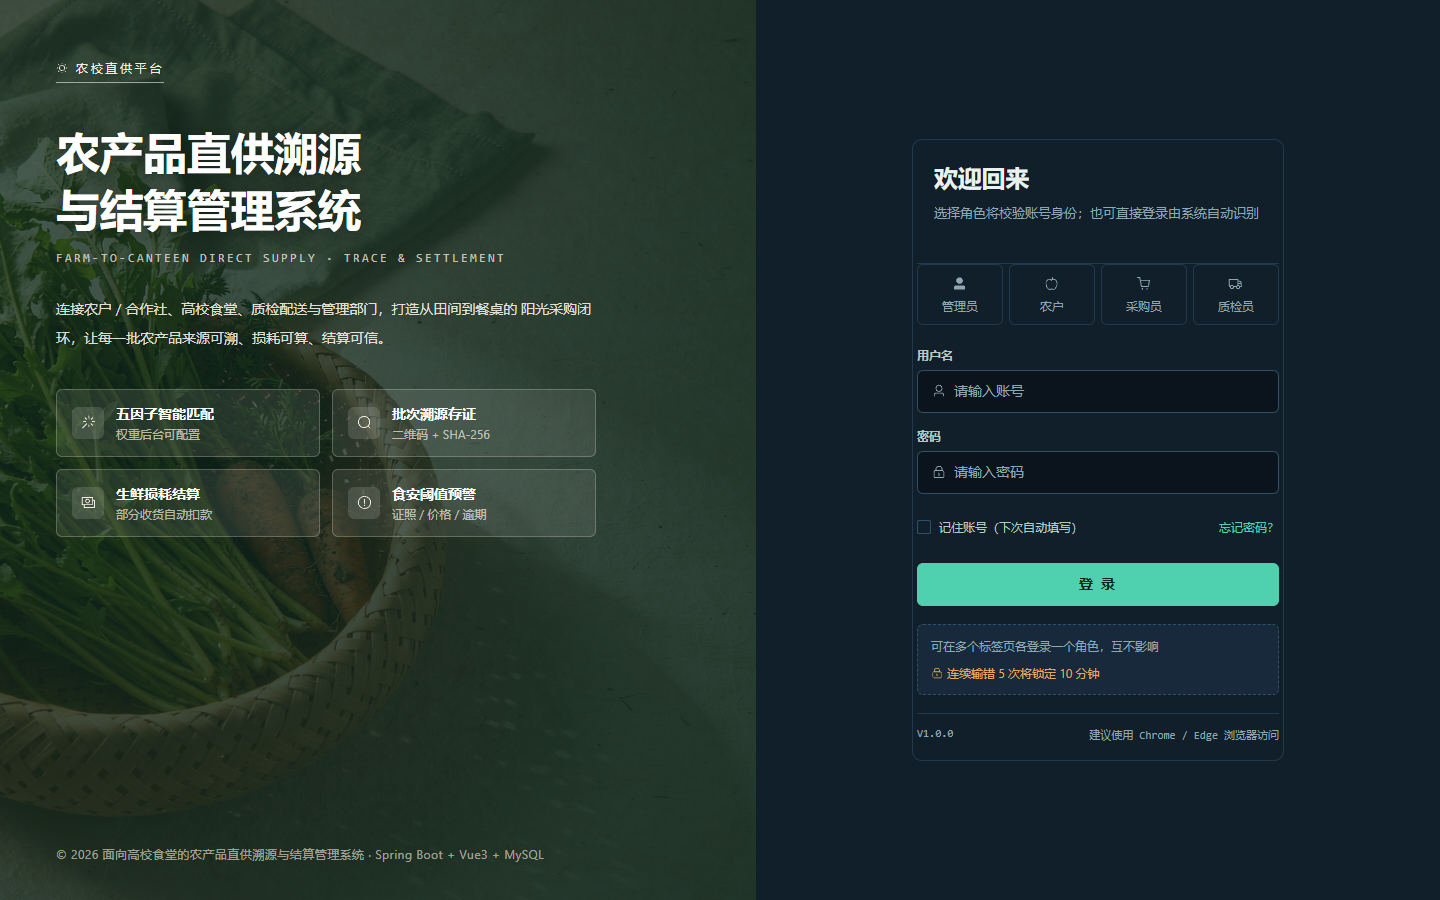 农校直供平台
农产品直供溯源
与结算管理系统
FARM-TO-CANTEEN DIRECT SUPPLY · TRACE & SETTLEMENT
连接农户 / 合作社、高校食堂、质检配送与管理部门，打造从田间到餐桌的 阳光采购闭
环，让每一批农产品来源可溯、损耗可算、结算可信。
五因子智能匹配
权重后台可配置
批次溯源存证
二维码 + SHA-256
生鲜损耗结算
部分收货自动扣款
食安阈值预警
证照 / 价格 / 逾期
© 2026 面向高校食堂的农产品直供溯源与结算管理系统 · Spring Boot + Vue3 + MySQL
欢迎回来
选择角色将校验账号身份；也可直接登录由系统自动识别
管理员
农户
采购员
质检员
用户名
请输入账号
密码
请输入密码
记住账号（下次自动填写）
忘记密码?
登 录
可在多个标签页各登录一个角色，互不影响
连续输错 5 次将锁定 10 分钟
V1.0.0
建议使用 Chrome / Edge 浏览器访问